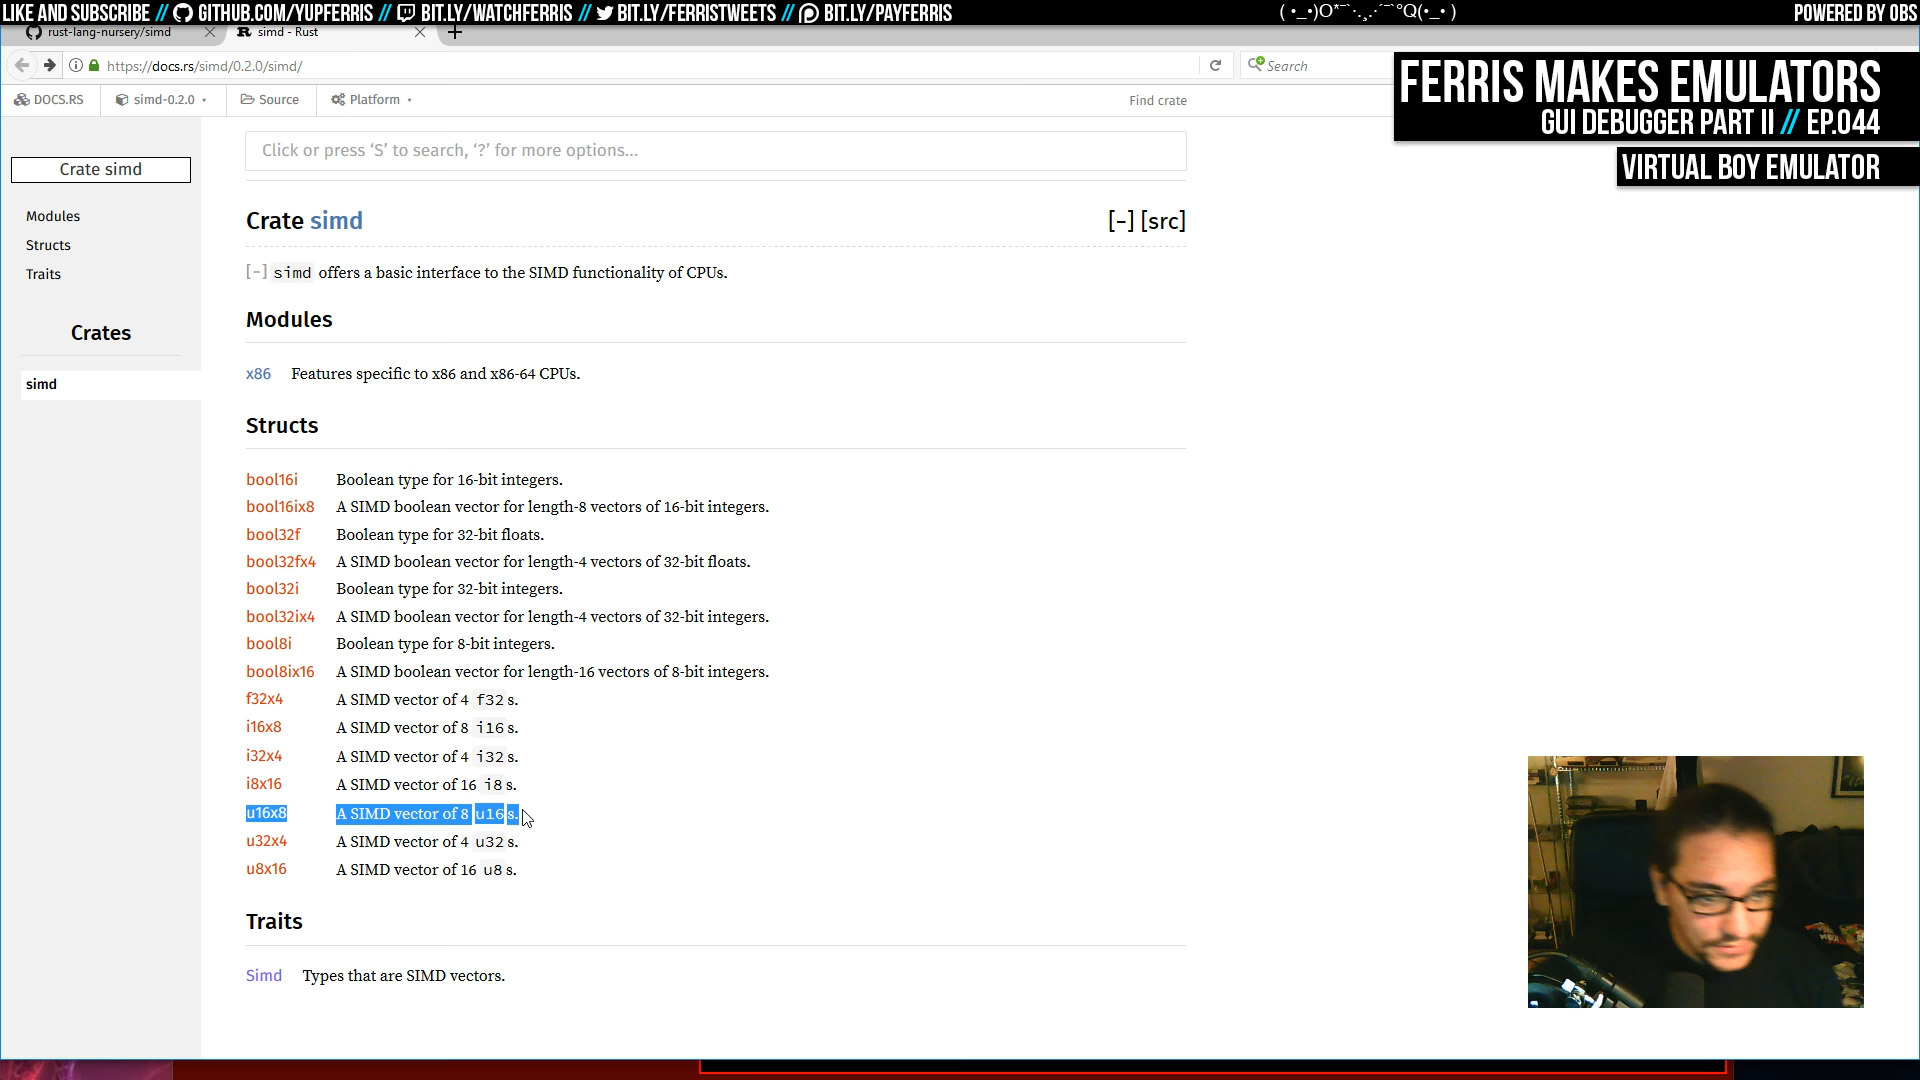 LIKE AND SUBSCRIBE // GITHUB.COM/YUPFERRIS // BIT.LY/WATCHFERRIS // BIT.LY/FERRISTWEETS // BIT.LY/PAYFERRIS
POWERED BY OBS
rust-lang-nursery/simd
simd - Rust
https://docs.rs/simd/0.2.0/simd/
Search
FERRIS MAKES EMULATORS
GUI DEBUGGER PART II // EP.044
VIRTUAL BOY EMULATOR
DOCS.RS
simd-0.2.0
Source
Platform
Find crate
Click or press ‘S’ to search, ‘?’ for more options...
Crate simd
Modules
Structs
Traits
Crates
simd
Crate simd
[-] [src]
[-] simd offers a basic interface to the SIMD functionality of CPUs.
Modules
x86 Features specific to x86 and x86-64 CPUs.
Structs
bool16i Boolean type for 16-bit integers.
bool16ix8 A SIMD boolean vector for length-8 vectors of 16-bit integers.
bool32f Boolean type for 32-bit floats.
bool32fx4 A SIMD boolean vector for length-4 vectors of 32-bit floats.
bool32i Boolean type for 32-bit integers.
bool32ix4 A SIMD boolean vector for length-4 vectors of 32-bit integers.
bool8i Boolean type for 8-bit integers.
bool8ix16 A SIMD boolean vector for length-16 vectors of 8-bit integers.
f32x4 A SIMD vector of 4 f32 s.
i16x8 A SIMD vector of 8 i16 s.
i32x4 A SIMD vector of 4 i32 s.
i8x16 A SIMD vector of 16 i8 s.
u16x8 A SIMD vector of 8 u16 s.
u32x4 A SIMD vector of 4 u32 s.
u8x16 A SIMD vector of 16 u8 s.
Traits
Simd Types that are SIMD vectors.